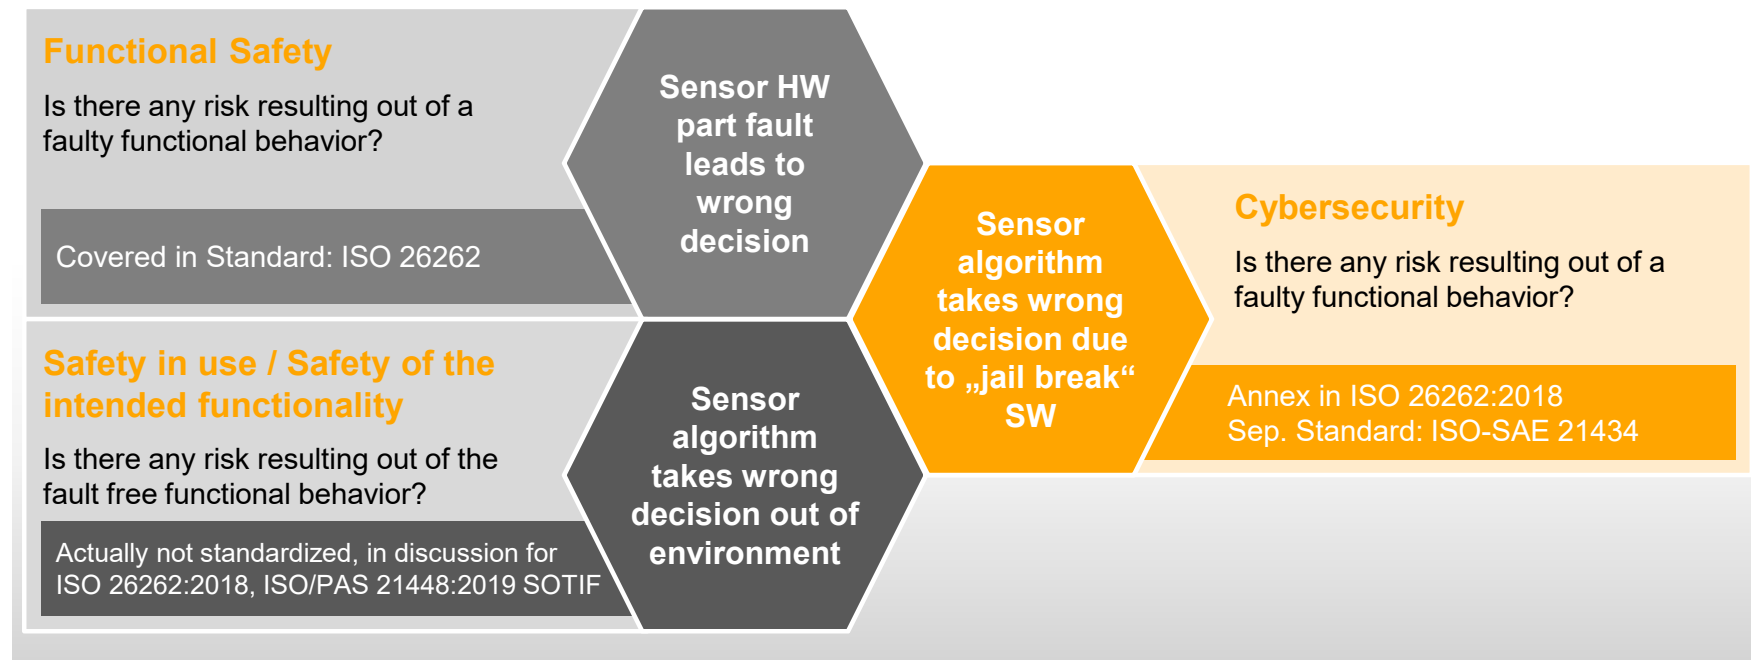 Functional Safety
Is there any risk resulting out of a
faulty functional behavior?
Covered in Standard: ISO 26262
Sensor HW
part fault
leads to
wrong
decision
Safety in use / Safety of the
intended functionality
Is there any risk resulting out of the
fault free functional behavior?
Actually not standardized, in discussion for
ISO 26262:2018, ISO/PAS 21448:2019 SOTIF
Sensor
algorithm
takes wrong
decision out of
environment
Sensor
algorithm
takes wrong
decision due
to „jail break“
SW
Cybersecurity
Is there any risk resulting out of a
faulty functional behavior?
Annex in ISO 26262:2018
Sep. Standard: ISO-SAE 21434